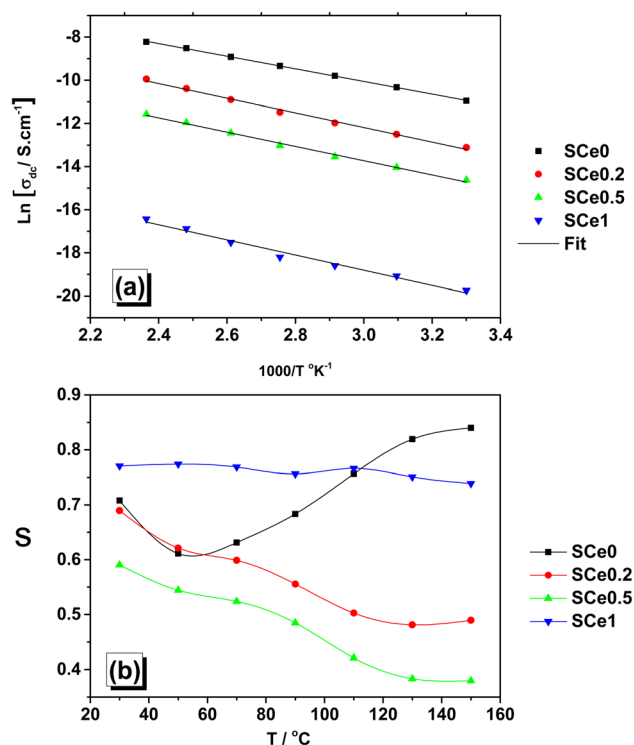 -8
-10
-12
-14
-16
-18
-20
Ln [σdc/ S.cm-1]
(a)
2.2 2.4 2.6 2.8 3.0 3.2 3.4
1000/T oK-1
SCe0
SCe0.2
SCe0.5
SCe1
Fit
0.9
0.8
0.7
0.6
0.5
0.4
S
(b)
20 40 60 80 100 120 140 160
T / oC
SCe0
SCe0.2
SCe0.5
SCe1